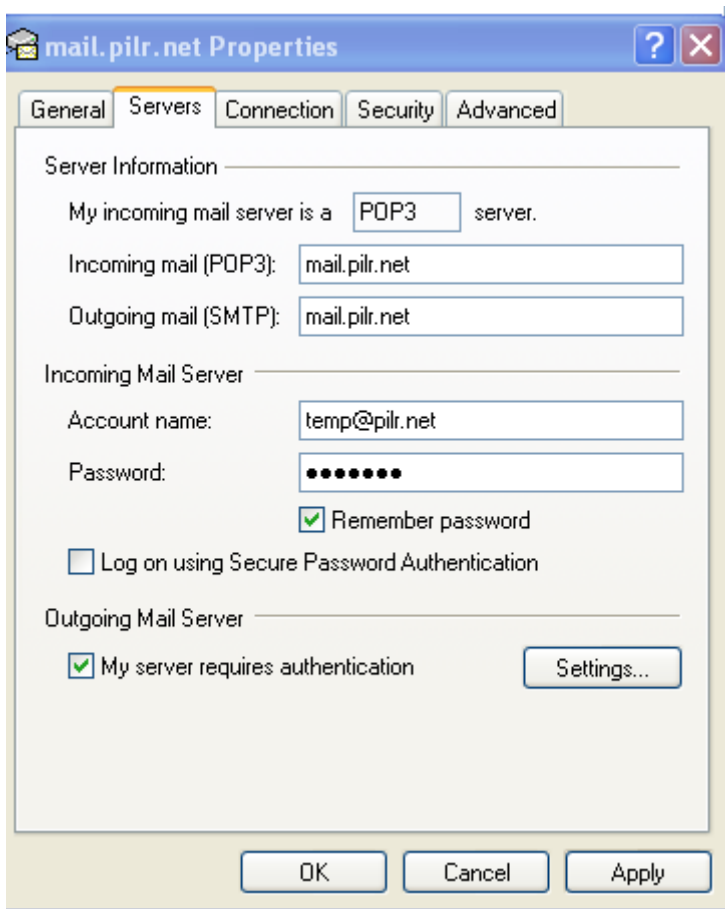 mail.pilr.net Properties
General Servers Connection Security Advanced
Server Information
My incoming mail server is a POP3 server.
Incoming mail (POP3): mail.pilr.net
Outgoing mail (SMTP): mail.pilr.net
Incoming Mail Server
Account name: temp@pilr.net
Password: •••••••
Remember password
Log on using Secure Password Authentication
Outgoing Mail Server
My server requires authentication Settings...
OK Cancel Apply